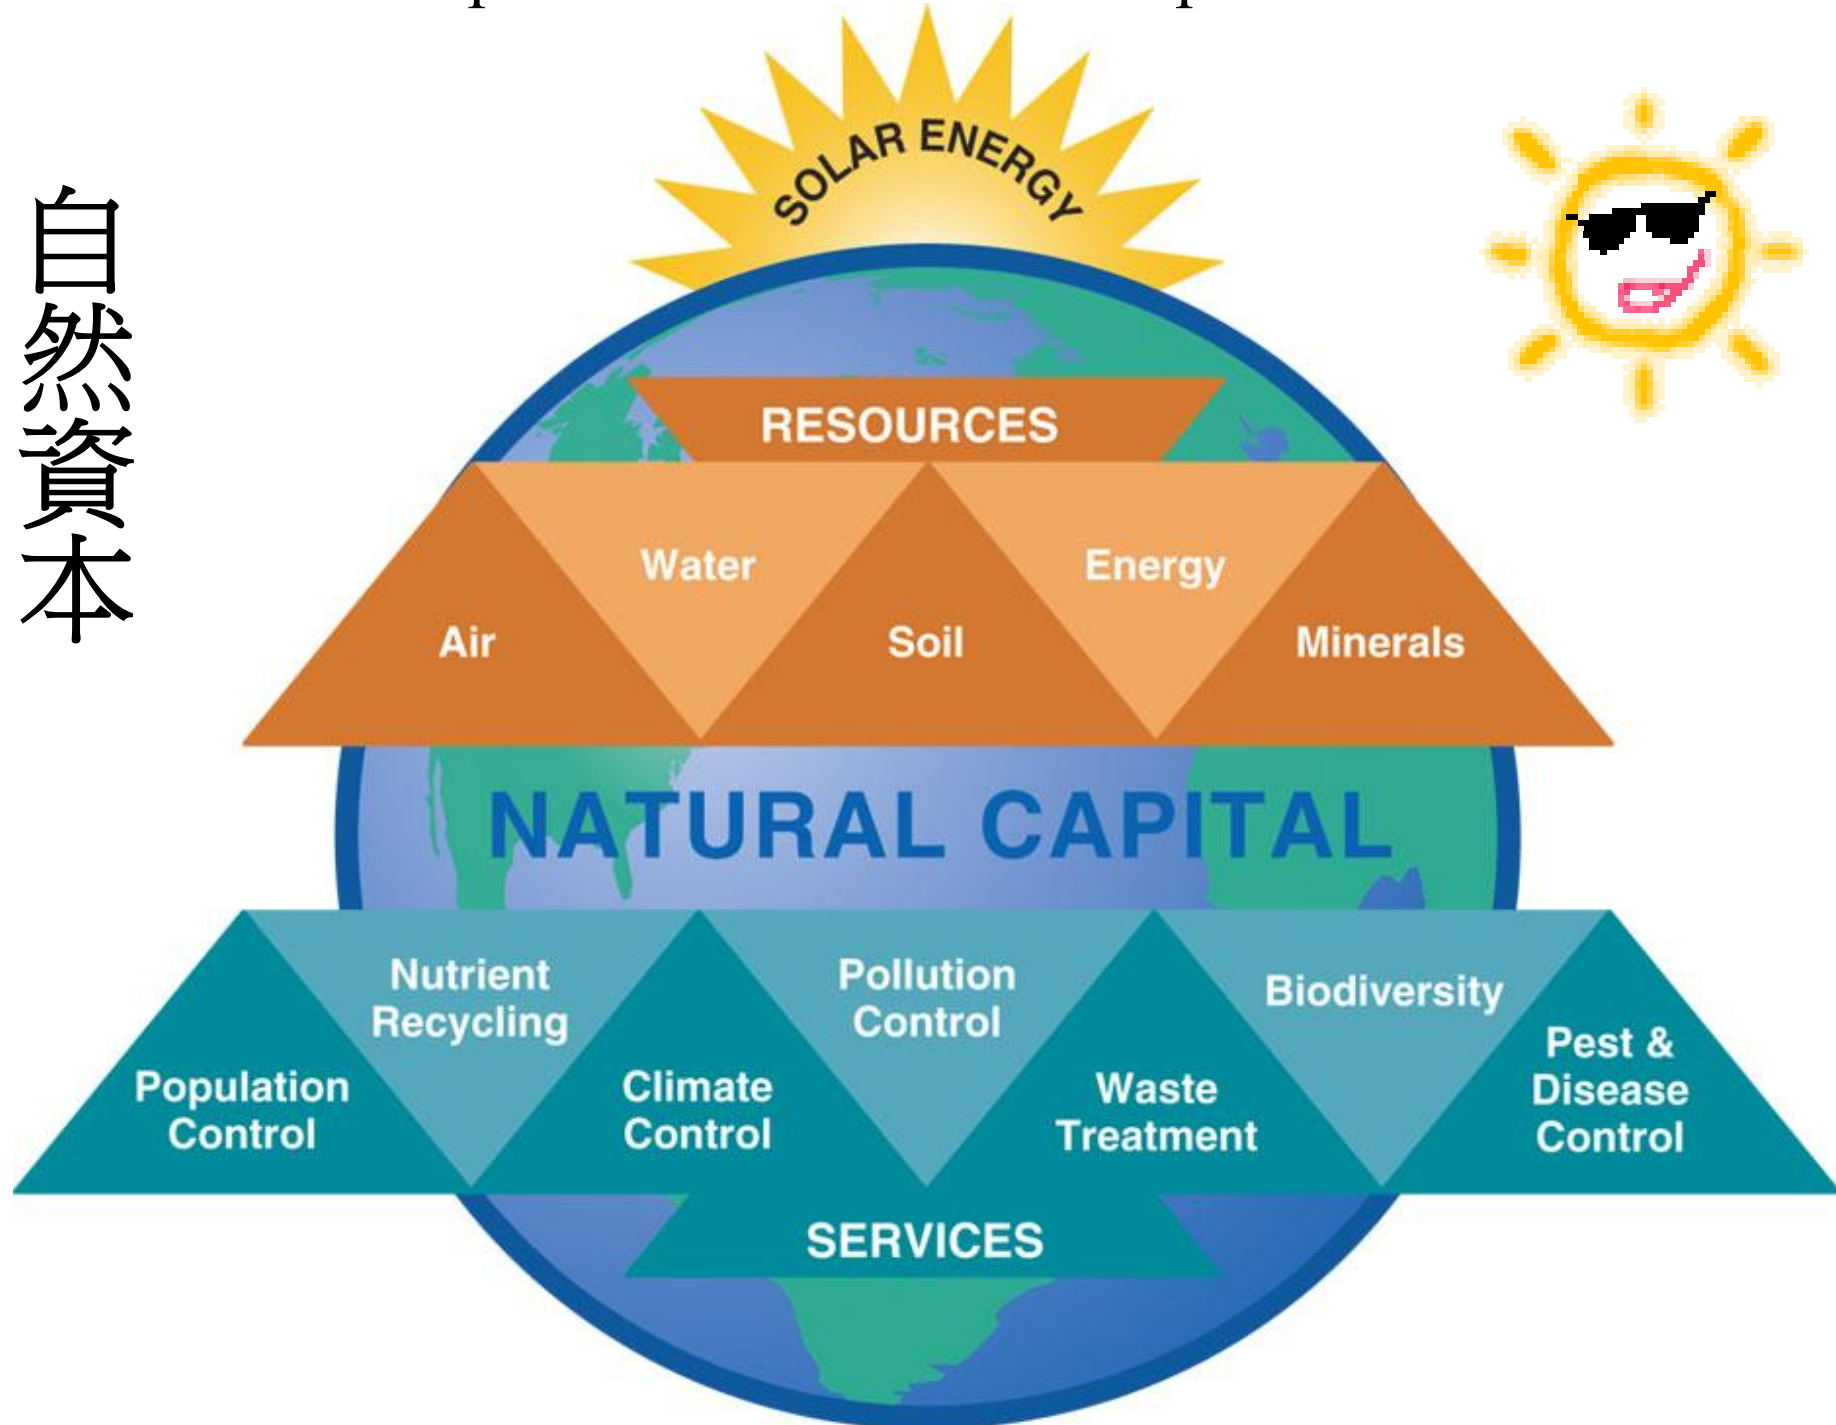 SOLAR ENERGY
自然資本
RESOURCES
Water
Energy
Air
Soil
Minerals
NATURAL CAPITAL
Nutrient
Recycling
Pollution
Control
Biodiversity
Population
Control
Climate
Control
Waste
Treatment
Pest &
Disease
Control
SERVICES